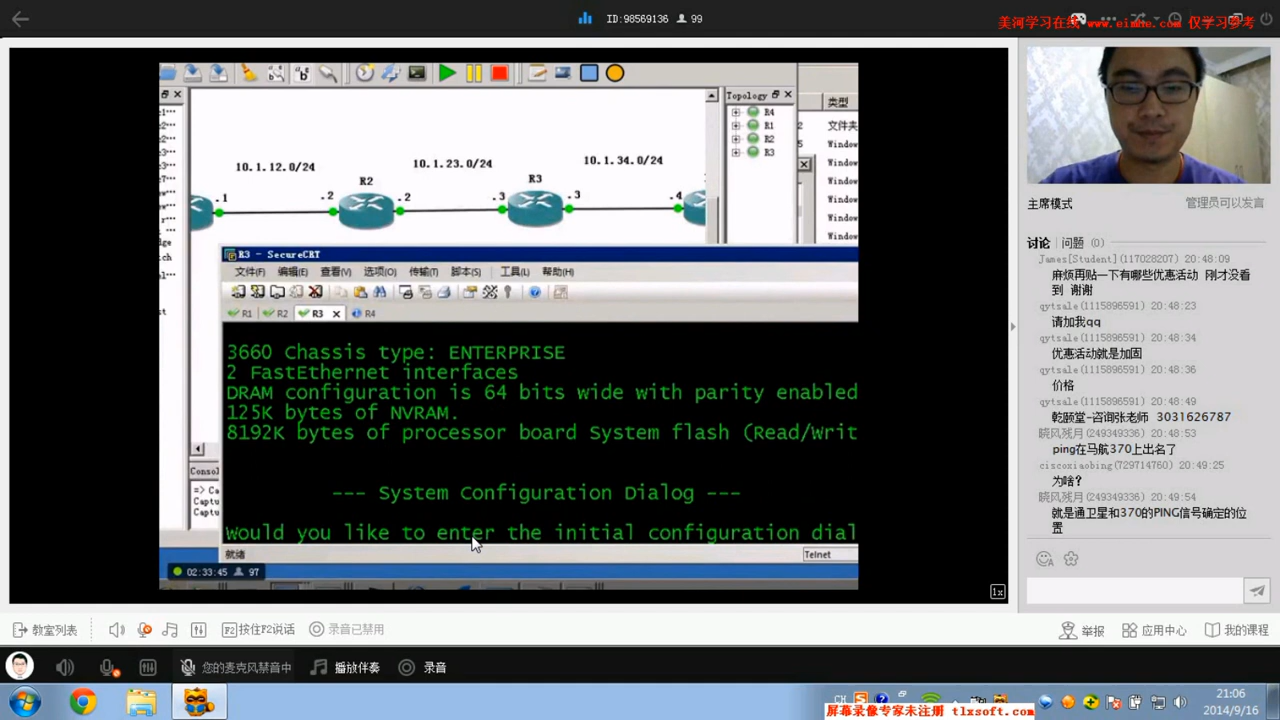 ID:98569136 99
美河学习在线 www.eimhe.com 仅学习参考
Topology
R4
R1
R2
R3
类型
文件夹
Window
Window
Window
Window
Window
Window
10.1.12.0/24
10.1.23.0/24
10.1.34.0/24
R2
R3
.1
.2
.2
.3
.3
.4
R3 - SecureCRT
文件(F) 编辑(E) 查看(V) 选项(O) 传输(T) 脚本(S) 工具(L) 帮助(H)
R1 R2 R3 R4
3660 Chassis type: ENTERPRISE
2 FastEthernet interfaces
DRAM configuration is 64 bits wide with parity enabled
125K bytes of NVRAM.
8192K bytes of processor board System flash (Read/Writ
--- System Configuration Dialog ---
Would you like to enter the initial configuration dial
就绪 Telnet
Consol
=> Ca
Captu
Captu
02:33:45 97
1x
主席模式 管理员可以发言
讨论 问题 (0)
James[Student](117028207) 20:48:09
麻烦再贴一下有哪些优惠活动 刚才没看
到 谢谢
qytsale(1115896591) 20:48:23
请加我qq
qytsale(1115896591) 20:48:34
优惠活动就是加固
qytsale(1115896591) 20:48:36
价格
qytsale(1115896591) 20:48:49
乾颐堂-咨询张老师 3031626787
晓风残月(249349336) 20:48:53
ping在马航370上出名了
ciscoxiaobing(729714760) 20:49:25
为啥?
晓风残月(249349336) 20:49:54
就是通卫星和370的PING信号确定的位
置
教室列表 F2 按住F2说话 录音已禁用
举报 应用中心 我的课程
您的麦克风禁音中 播放伴奏 录音
CH
21:06
2014/9/16
屏幕录像专家未注册 tlxsoft.com